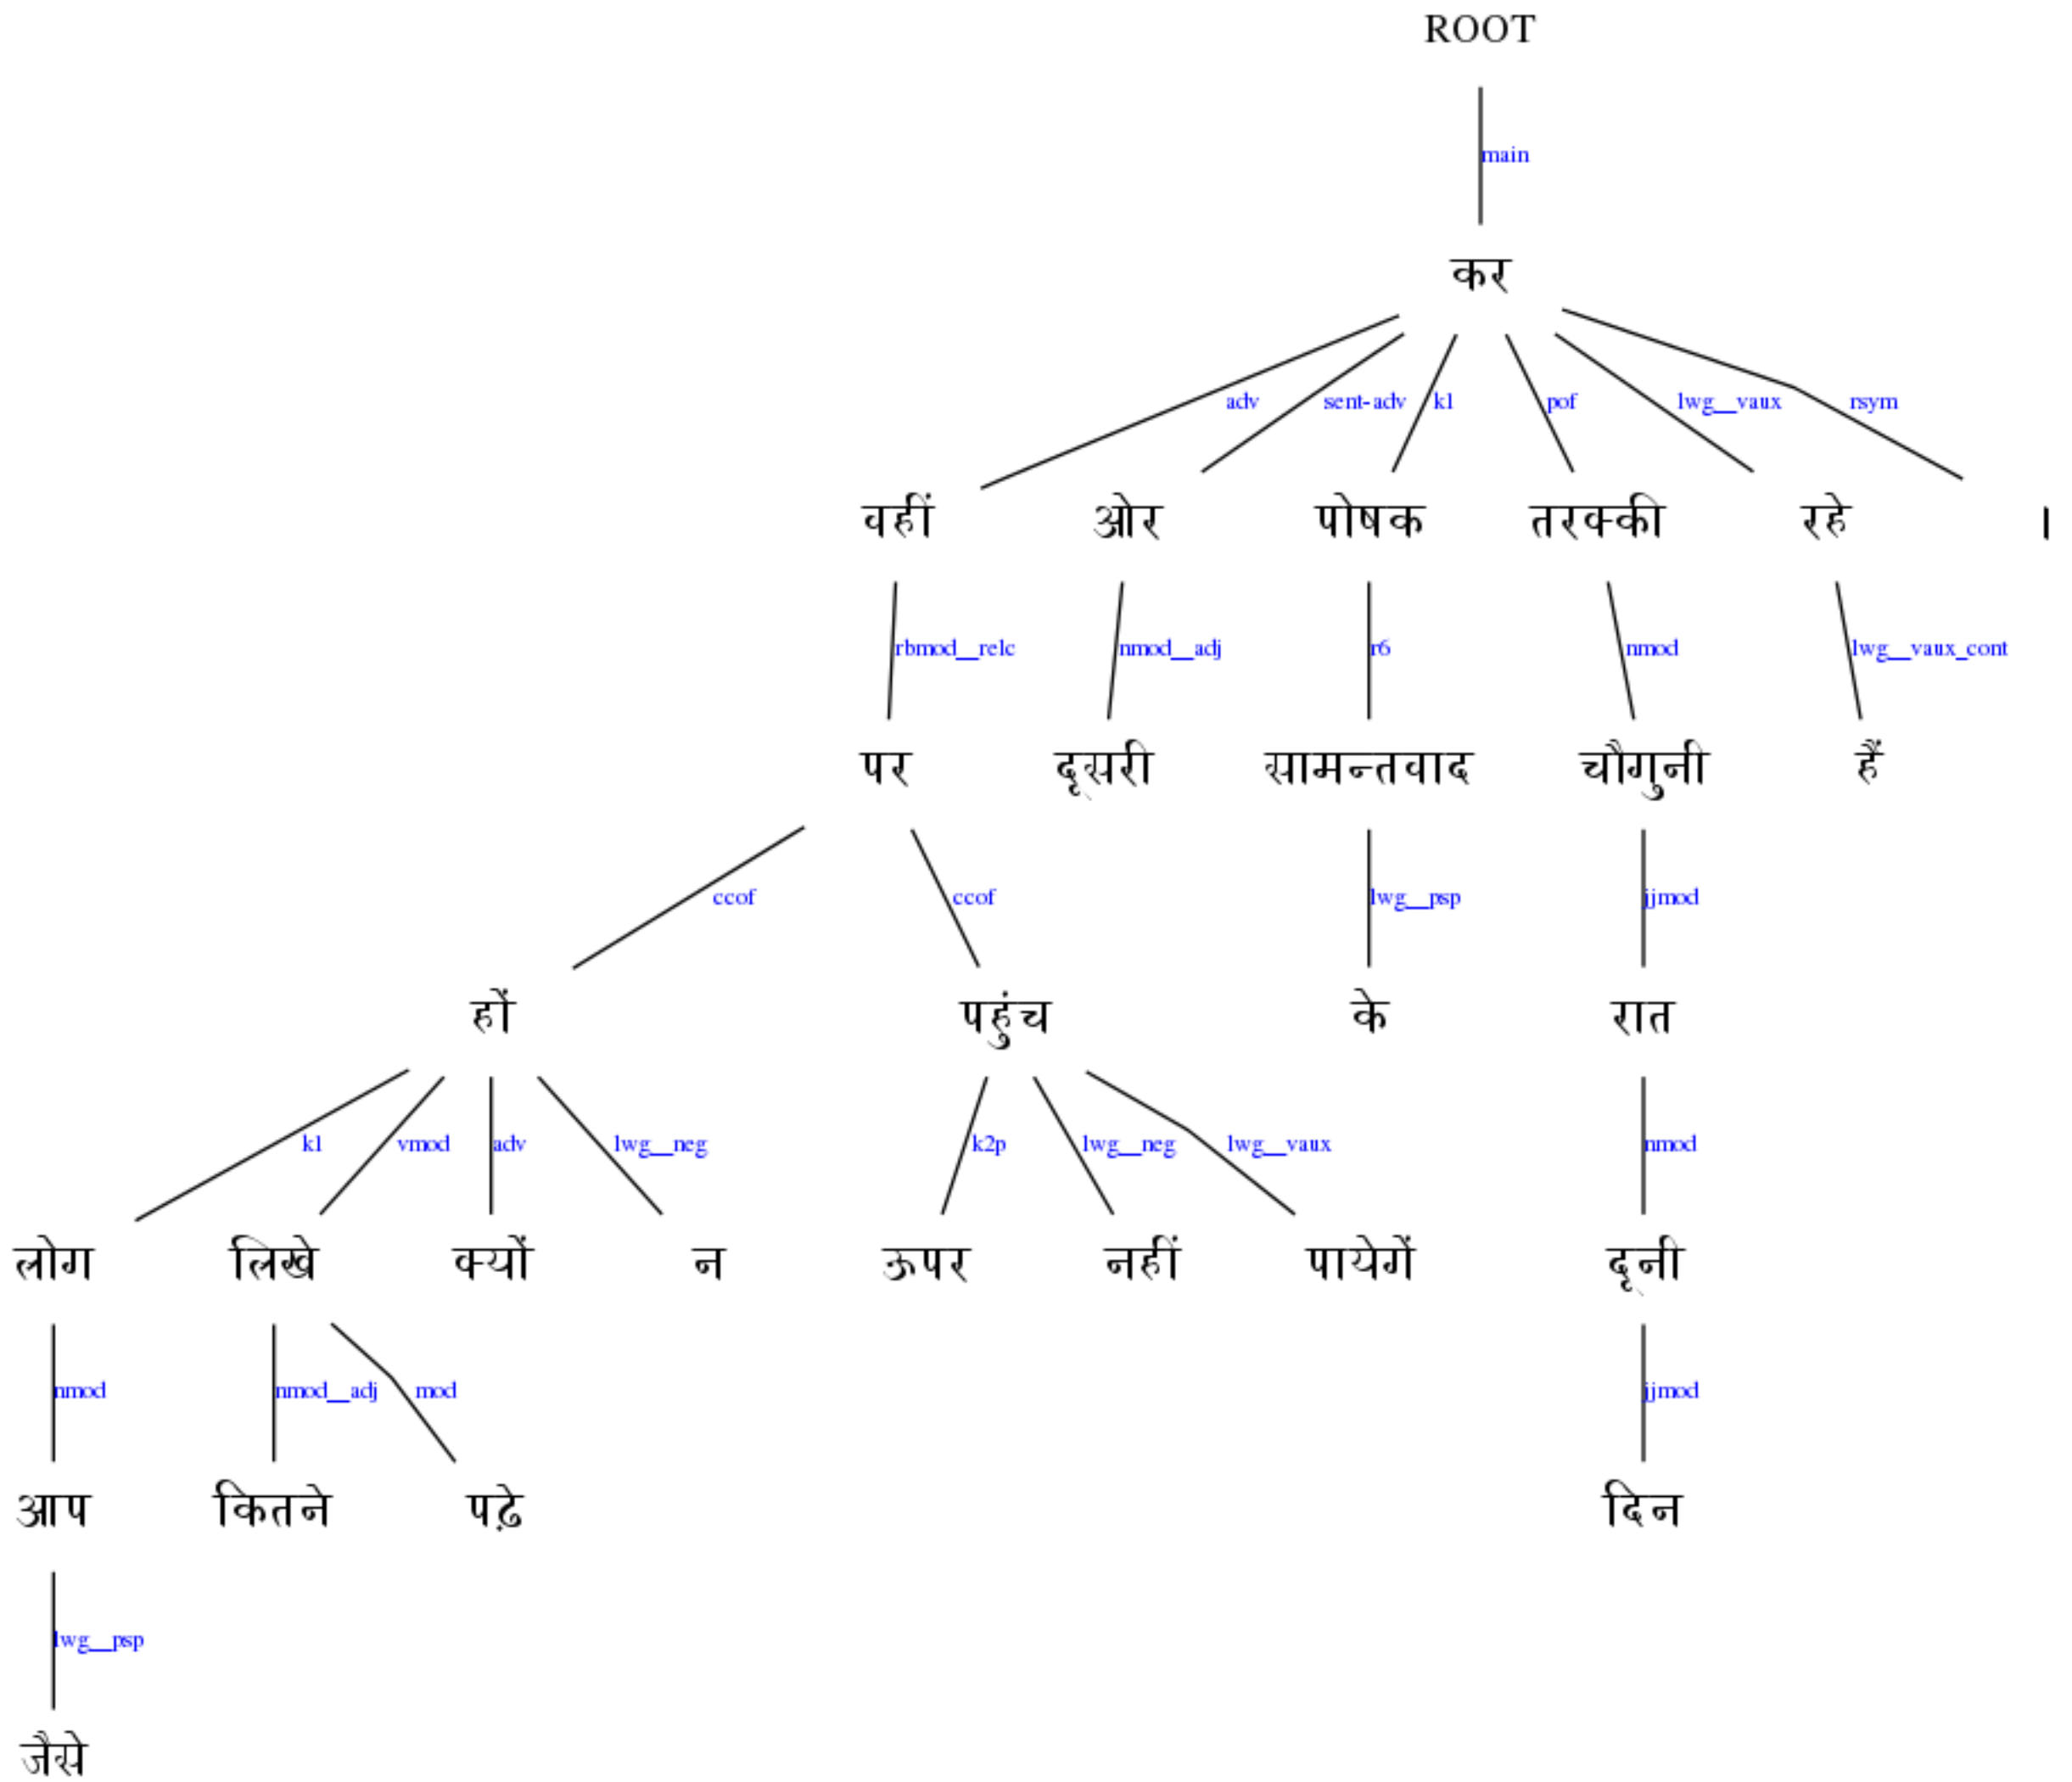 ROOT
main
कर
adv sent-adv k1 pof lwg__vaux rsym
वहीं ओर पोषक तरक्की रहे ।
rbmod__relc nmod__adj r6 nmod lwg__vaux_cont
पर दूसरी सामन्तवाद चौगुनी हैं
ccof ccof lwg__psp jjmod
हों पहुंच के रात
k1 vmod adv lwg__neg k2p lwg__neg lwg__vaux nmod
लोग लिखे क्यों न ऊपर नहीं पायेगें दूनी
nmod nmod__adj mod jjmod
आप कितने पढ़े दिन
lwg__psp
जैसे